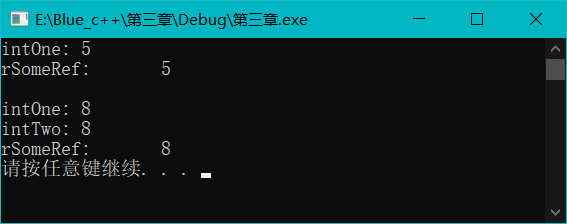 E:\Blue_c++\第三章\Debug\第三章.exe
intOne: 5
rSomeRef:       5
intOne: 8
intTwo: 8
rSomeRef:       8
请按任意键继续. . .